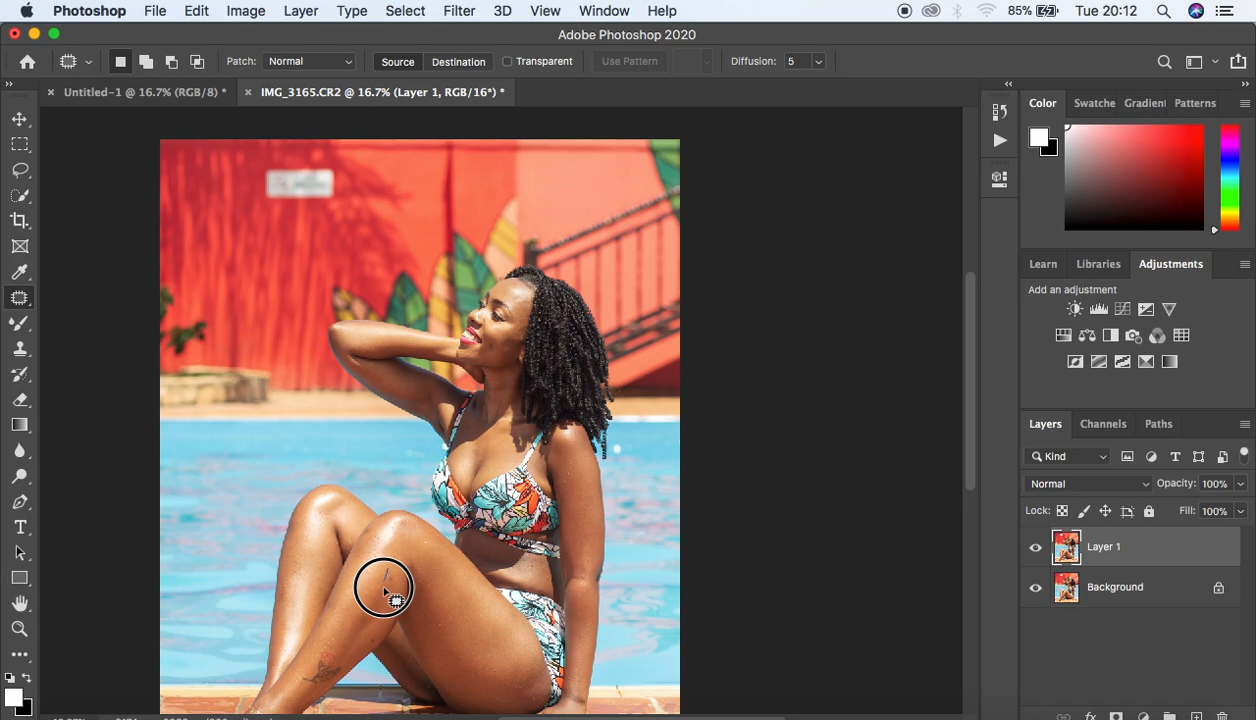 Photoshop File Edit Image Layer Type Select Filter 3D View Window Help 85% Tue 20:12
Adobe Photoshop 2020
Patch: Normal Source Destination Transparent Use Pattern Diffusion: 5
Untitled-1 @ 16.7% (RGB/8) * IMG_3165.CR2 @ 16.7% (Layer 1, RGB/16*) *
Color Swatche Gradient Patterns
Learn Libraries Adjustments
Add an adjustment
Layers Channels Paths
Kind
Normal Opacity: 100%
Lock: Fill: 100%
Layer 1
Background